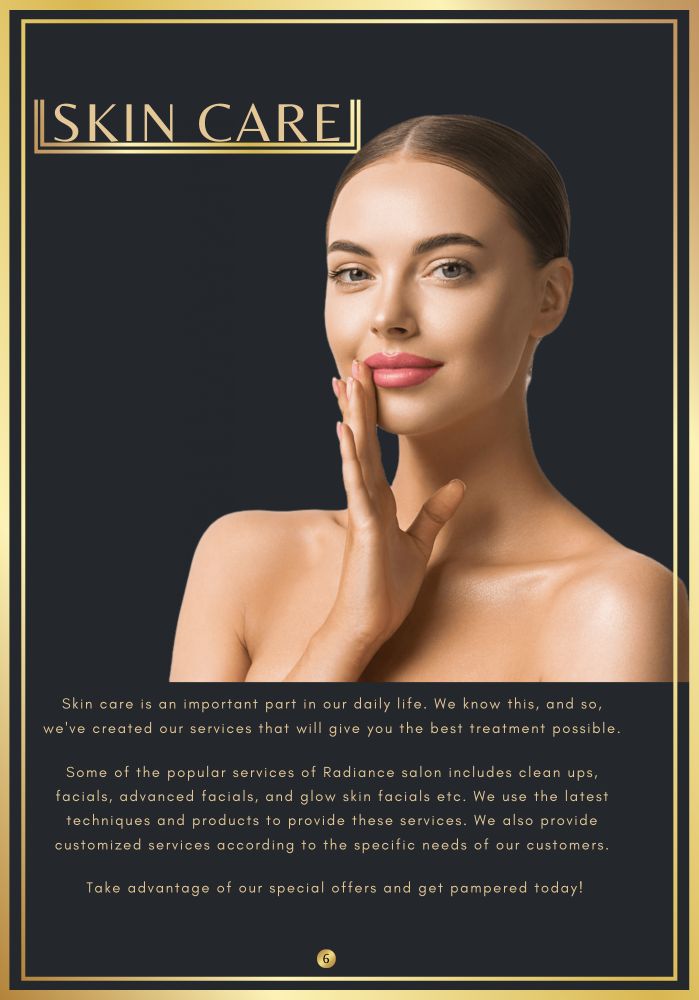 SKIN CARE
Skin care is an important part in our daily life. We know this, and so,
we've created our services that will give you the best treatment possible.
Some of the popular services of Radiance salon includes clean ups,
facials, advanced facials, and glow skin facials etc. We use the latest
techniques and products to provide these services. We also provide
customized services according to the specific needs of our customers.
Take advantage of our special offers and get pampered today!
6